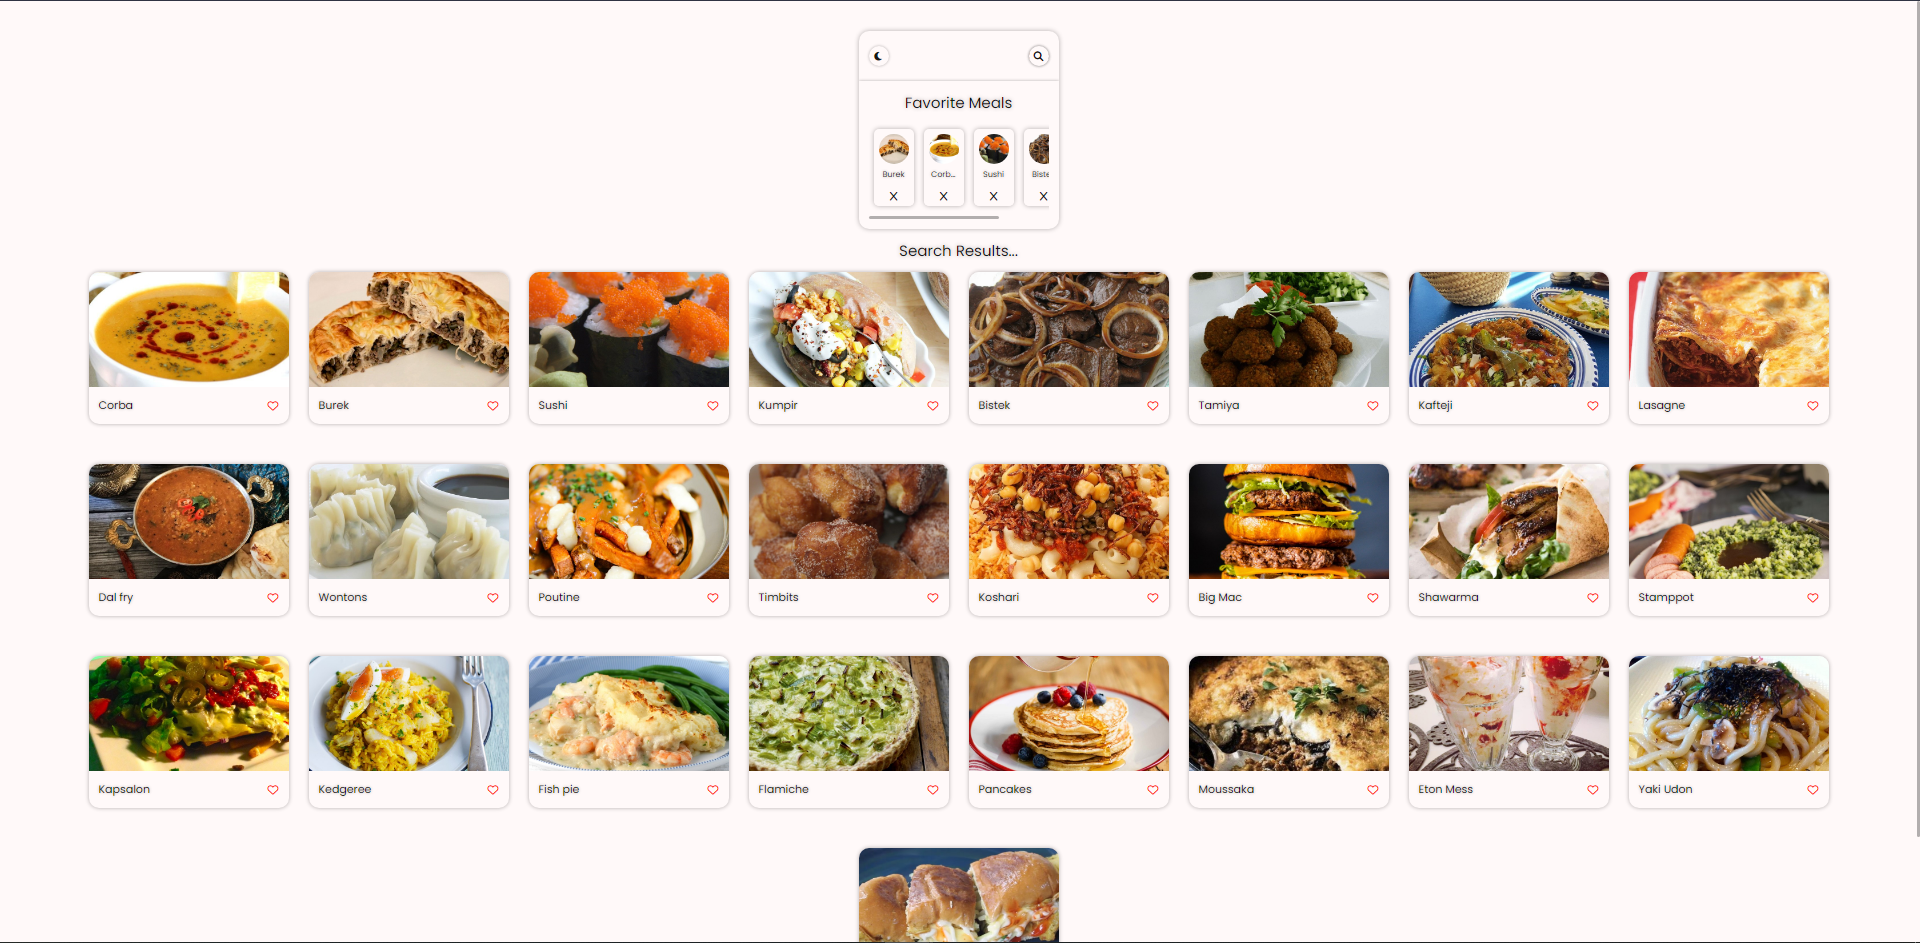 Favorite Meals
Burek
Corb...
Sushi
Biste
X
X
X
X
Search Results...
Corba
Burek
Sushi
Kumpir
Bistek
Tamiya
Kafteji
Lasagne
Dal fry
Wontons
Poutine
Timbits
Koshari
Big Mac
Shawarma
Stamppot
Kapsalon
Kedgeree
Fish pie
Flamiche
Pancakes
Moussaka
Eton Mess
Yaki Udon